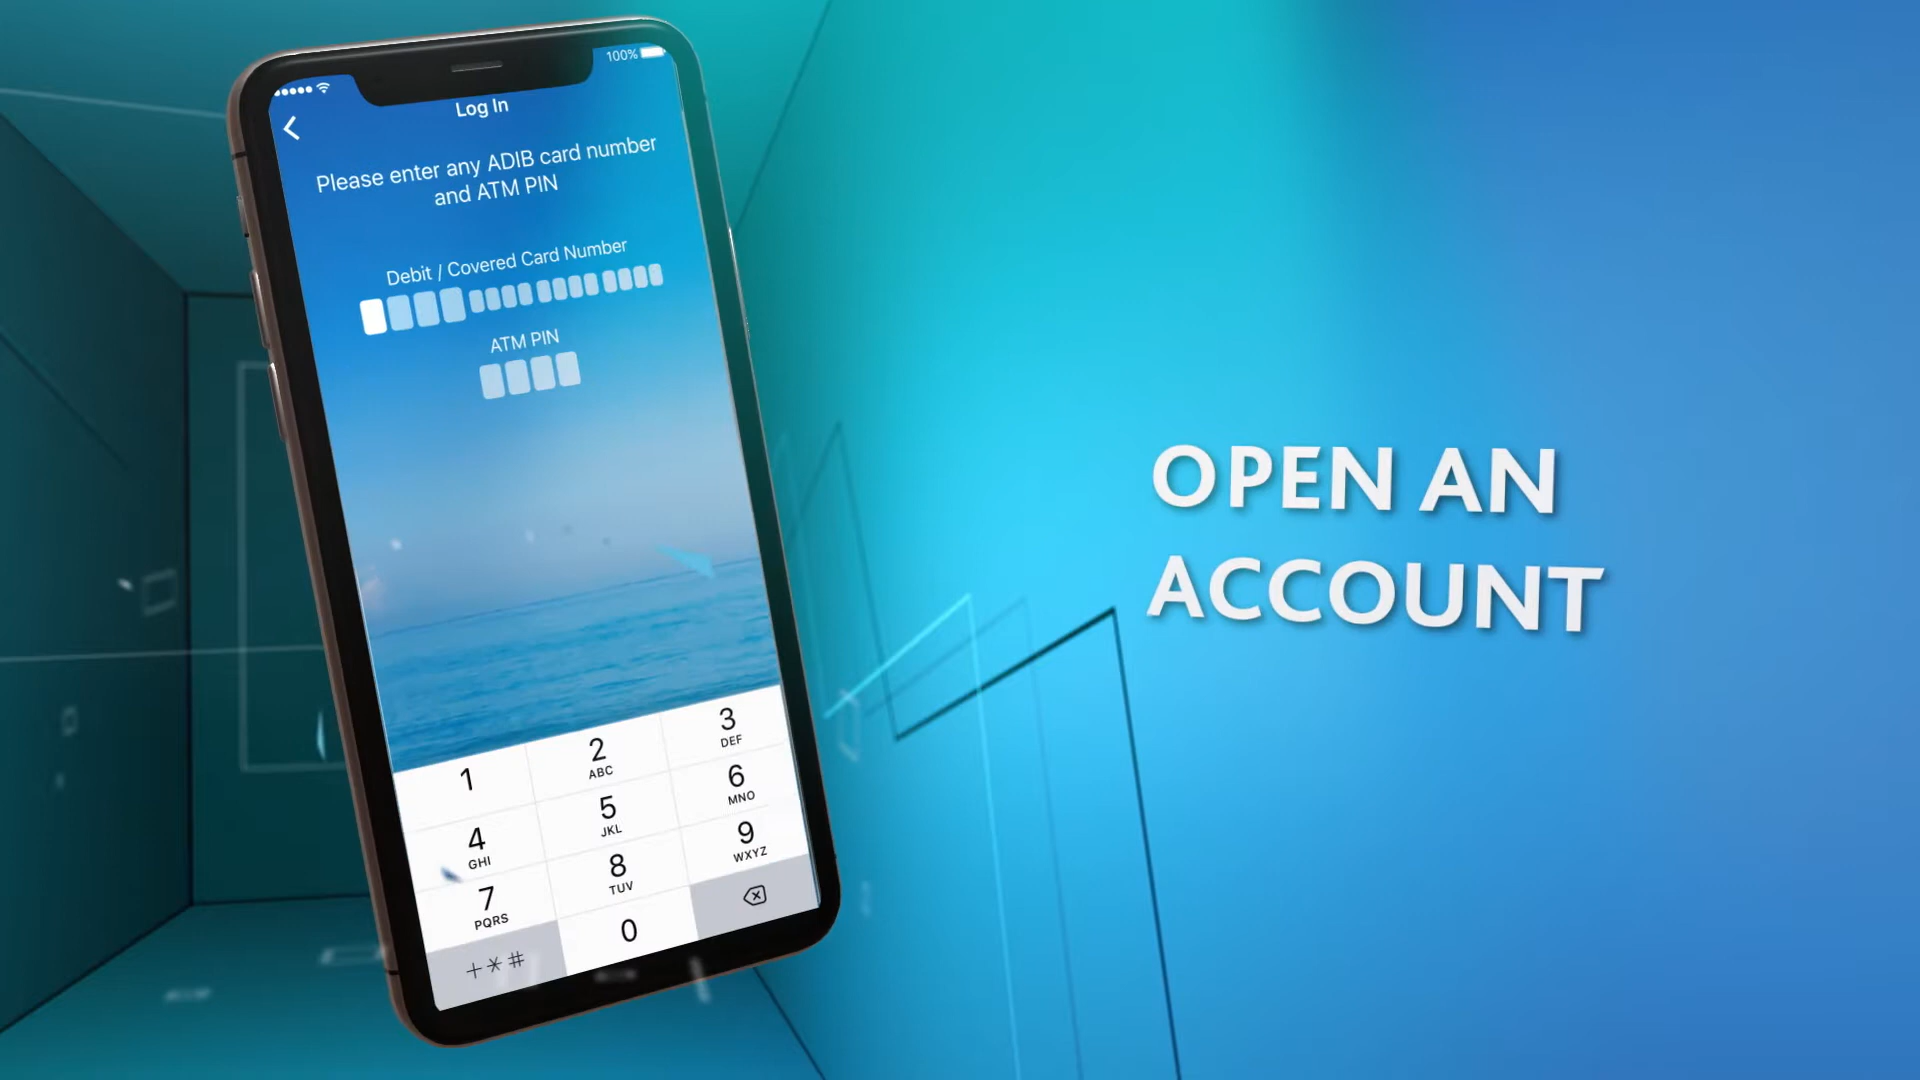 100%
Log In
Please enter any ADIB card number
and ATM PIN
Debit / Covered Card Number
ATM PIN
1
2
ABC
3
DEF
4
GHI
5
JKL
6
MNO
7
PQRS
8
TUV
9
WXYZ
+*#
0
OPEN AN
ACCOUNT